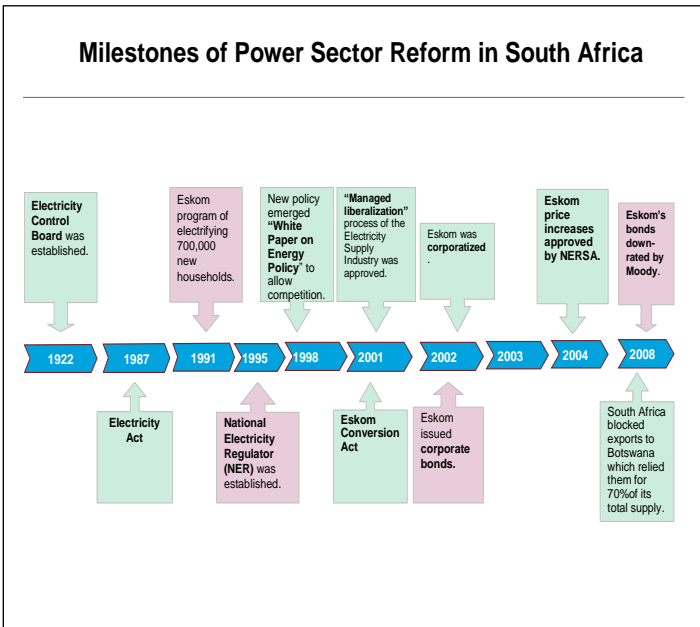 Milestones of Power Sector Reform in South Africa
Electricity
Control
Board was
established.
Eskom
program of
electrifying
700,000
new
households.
New policy
emerged
“White
Paper on
Energy
Policy” to
allow
competition.
“Managed
liberalization”
process of the
Electricity
Supply
Industry was
approved.
Eskom was
corporatized
.
Eskom
price
increases
approved
by NERSA.
Eskom's
bonds
down-
rated by
Moody.
1922
1987
1991
1995
1998
2001
2002
2003
2004
2008
Electricity
Act
National
Electricity
Regulator
(NER) was
established.
Eskom
Conversion
Act
Eskom
issued
corporate
bonds.
South Africa
blocked
exports to
Botswana
which relied
them for
70%of its
total supply.